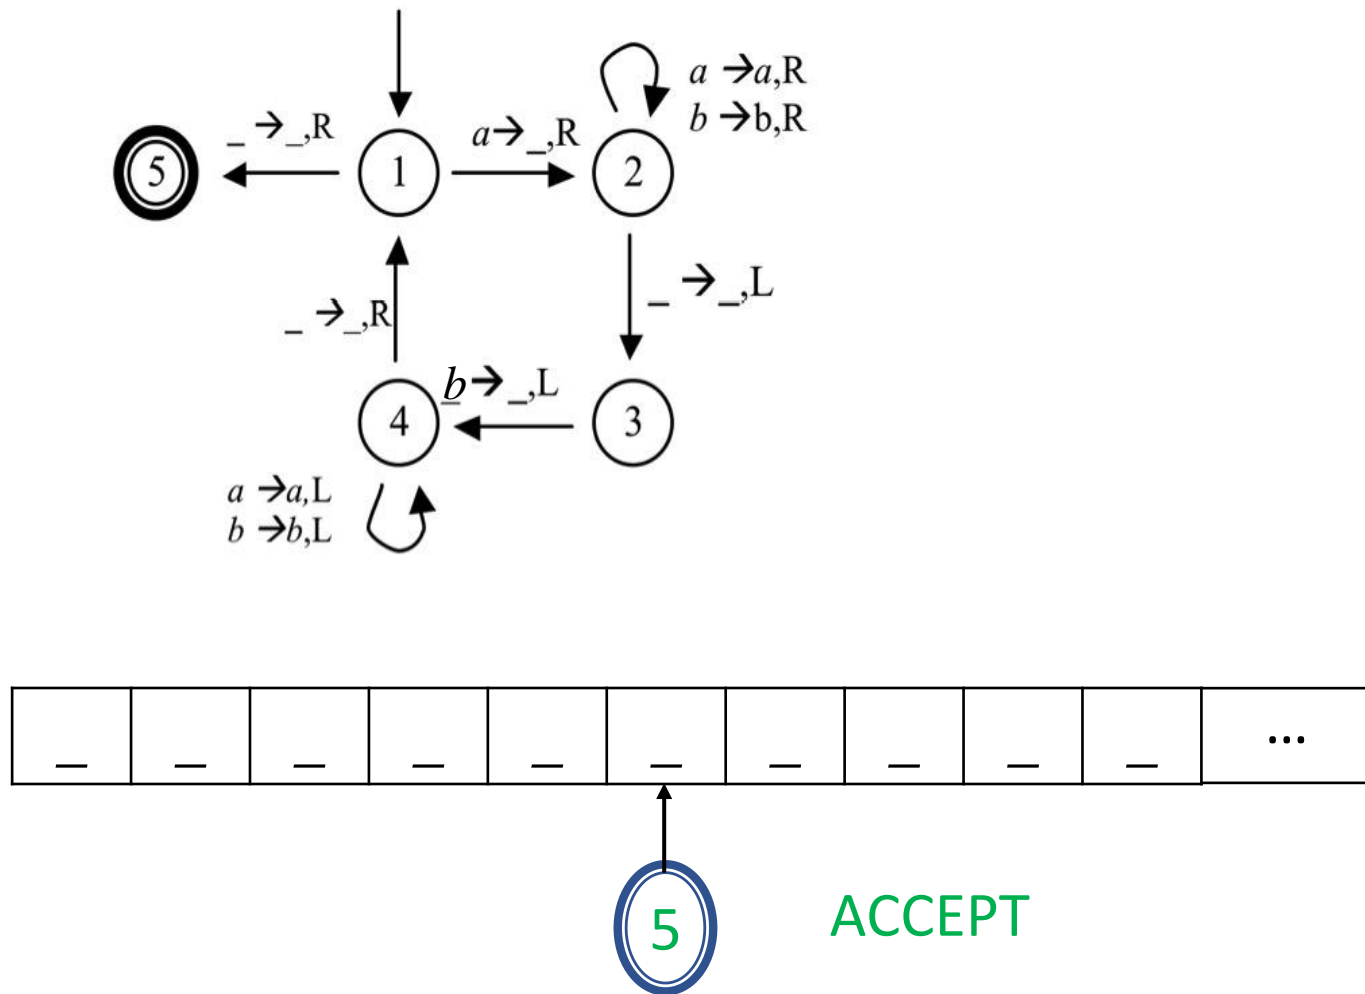 a →a,R
b →b,R
_ →_,R
a→_,R
5
1
2
_ →_,L
_ →_,R
b→_,L
4
3
a →a,L
b →b,L
_ _ _ _ _ _ _ _ _ _ ...
5
ACCEPT